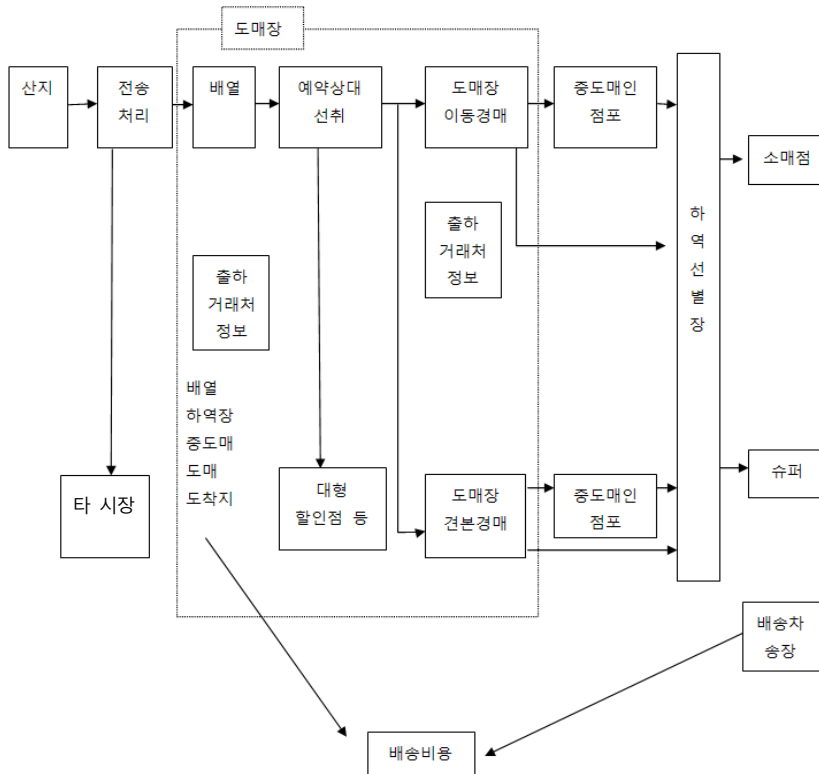 도매장
산지
전송
처리
배열
예약상대
선취
도매장
이동경매
중도매인
점포
소매점
하
역
선
별
장
출하
거래처
정보
출하
거래처
정보
배열
하역장
중도매
도매
도착지
타 시장
대형
할인점 등
도매장
견본경매
중도매인
점포
슈퍼
배송차
송장
배송비용